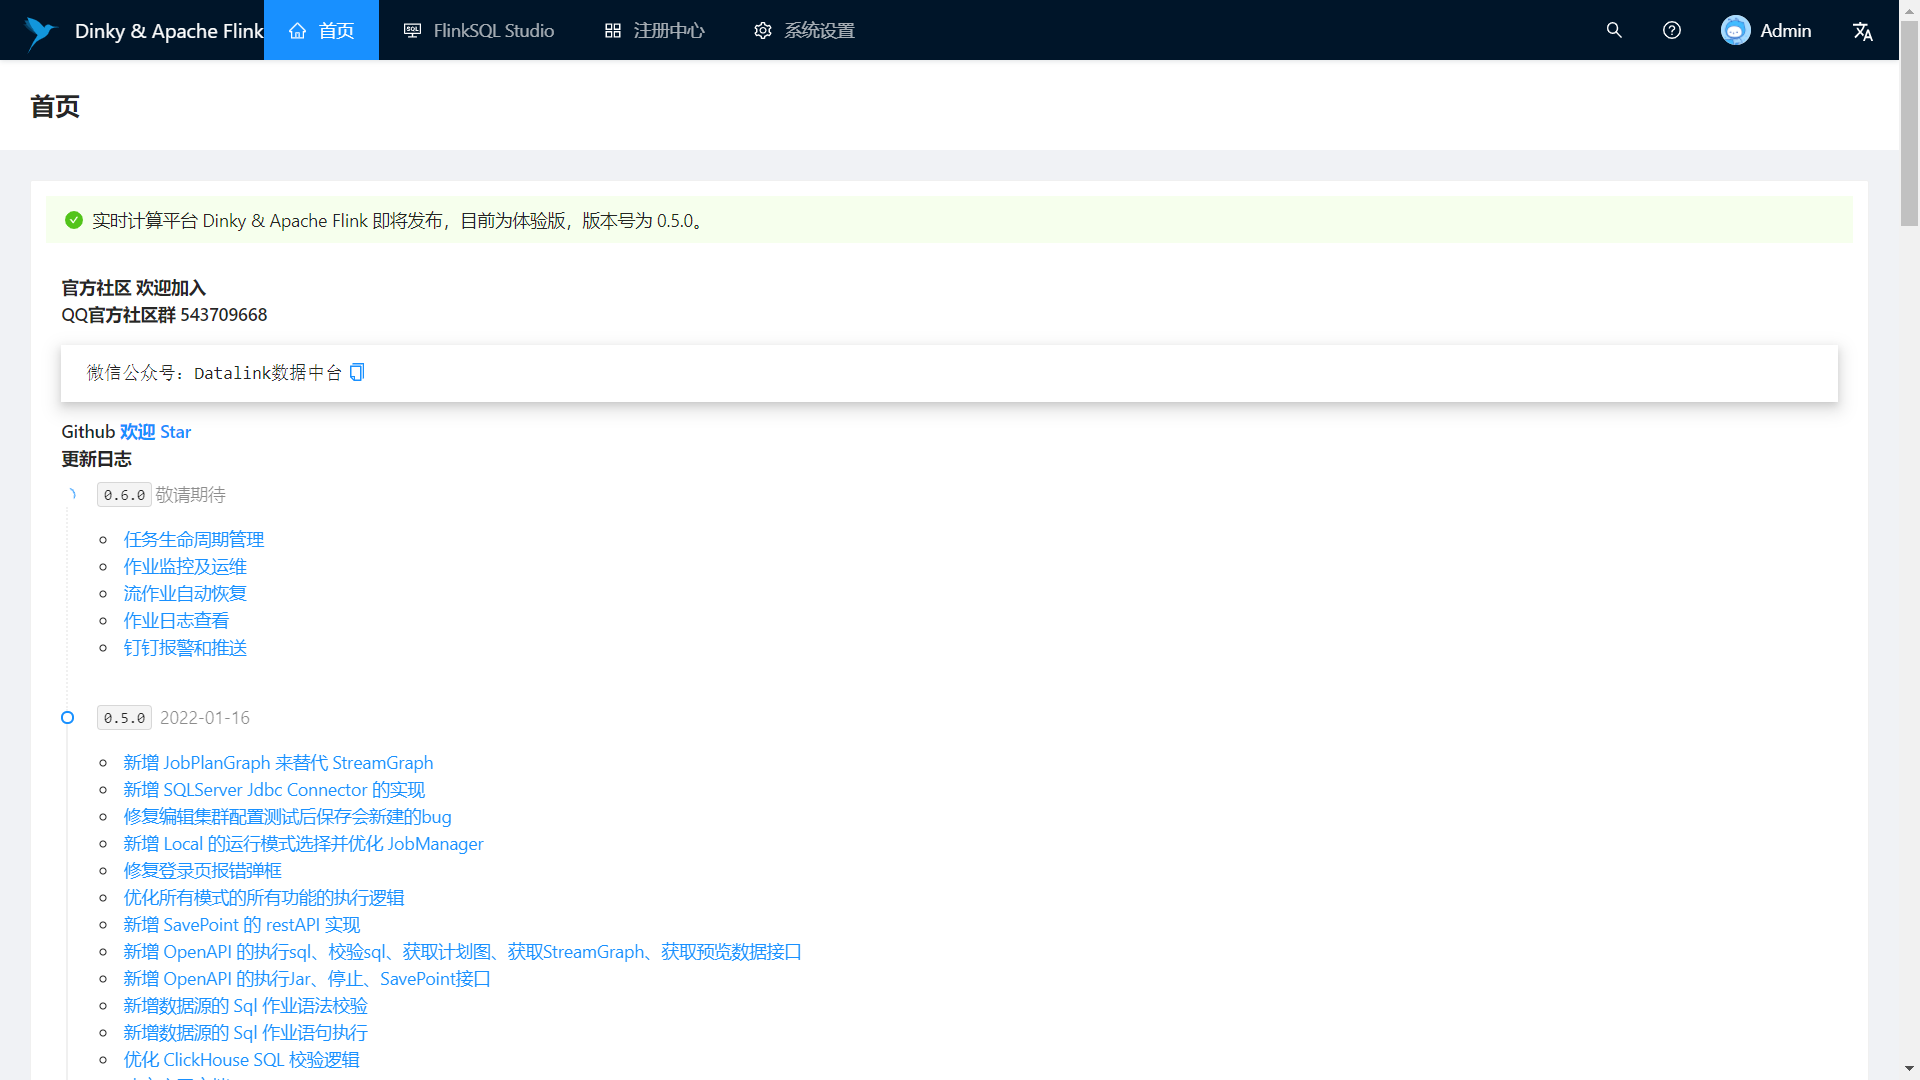 Dinky & Apache Flink 首页 FlinkSQL Studio 注册中心 系统设置 Admin
首页
实时计算平台 Dinky & Apache Flink 即将发布，目前为体验版，版本号为 0.5.0。
官方社区 欢迎加入
QQ官方社区群 543709668
微信公众号：Datalink数据中台
Github 欢迎 Star
更新日志
0.6.0 敬请期待
任务生命周期管理
作业监控及运维
流作业自动恢复
作业日志查看
钉钉报警和推送
0.5.0 2022-01-16
新增 JobPlanGraph 来替代 StreamGraph
新增 SQLServer Jdbc Connector 的实现
修复编辑集群配置测试后保存会新建的bug
新增 Local 的运行模式选择并优化 JobManager
修复登录页报错弹框
优化所有模式的所有功能的执行逻辑
新增 SavePoint 的 restAPI 实现
新增 OpenAPI 的执行sql、校验sql、获取计划图、获取StreamGraph、获取预览数据接口
新增 OpenAPI 的执行Jar、停止、SavePoint接口
新增数据源的 Sql 作业语法校验
新增数据源的 Sql 作业语句执行
优化 ClickHouse SQL 校验逻辑